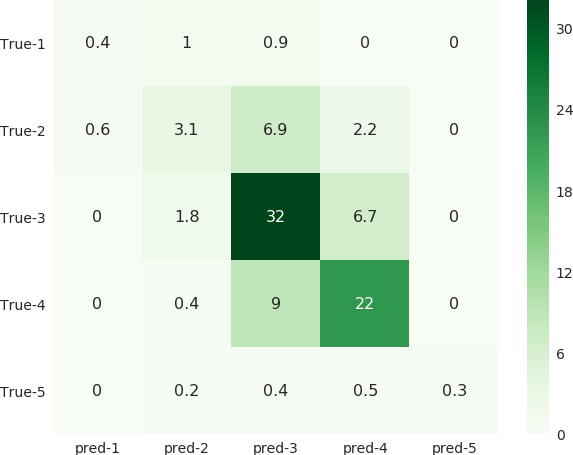 True-1 0.4 1 0.9 0 0
True-2 0.6 3.1 6.9 2.2 0
True-3 0 1.8 32 6.7 0
True-4 0 0.4 9 22 0
True-5 0 0.2 0.4 0.5 0.3
pred-1 pred-2 pred-3 pred-4 pred-5
30
24
18
12
6
0